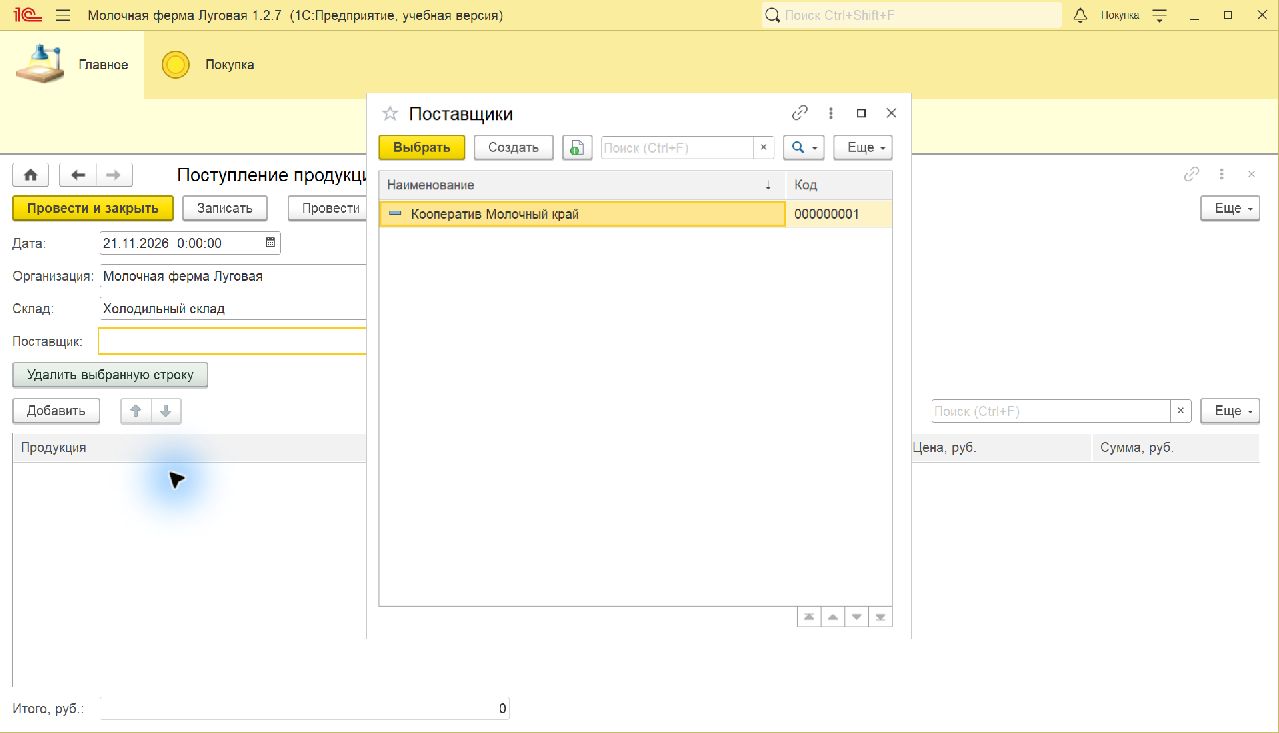 Молочная ферма Луговая 1.2.7 (1С:Предприятие, учебная версия)
Поиск Ctrl+Shift+F
Покупка
Главное
Покупка
Поставщики
Выбрать
Создать
Поиск (Ctrl+F)
Еще
Наименование
Код
Кооператив Молочный край
000000001
Поступление продукци
Провести и закрыть
Записать
Провести
Еще
Дата:
21.11.2026 0:00:00
Организация:
Молочная ферма Луговая
Склад:
Холодильный склад
Поставщик:
Удалить выбранную строку
Добавить
Поиск (Ctrl+F)
Еще
Продукция
Цена, руб.
Сумма, руб.
Итого, руб.:
0